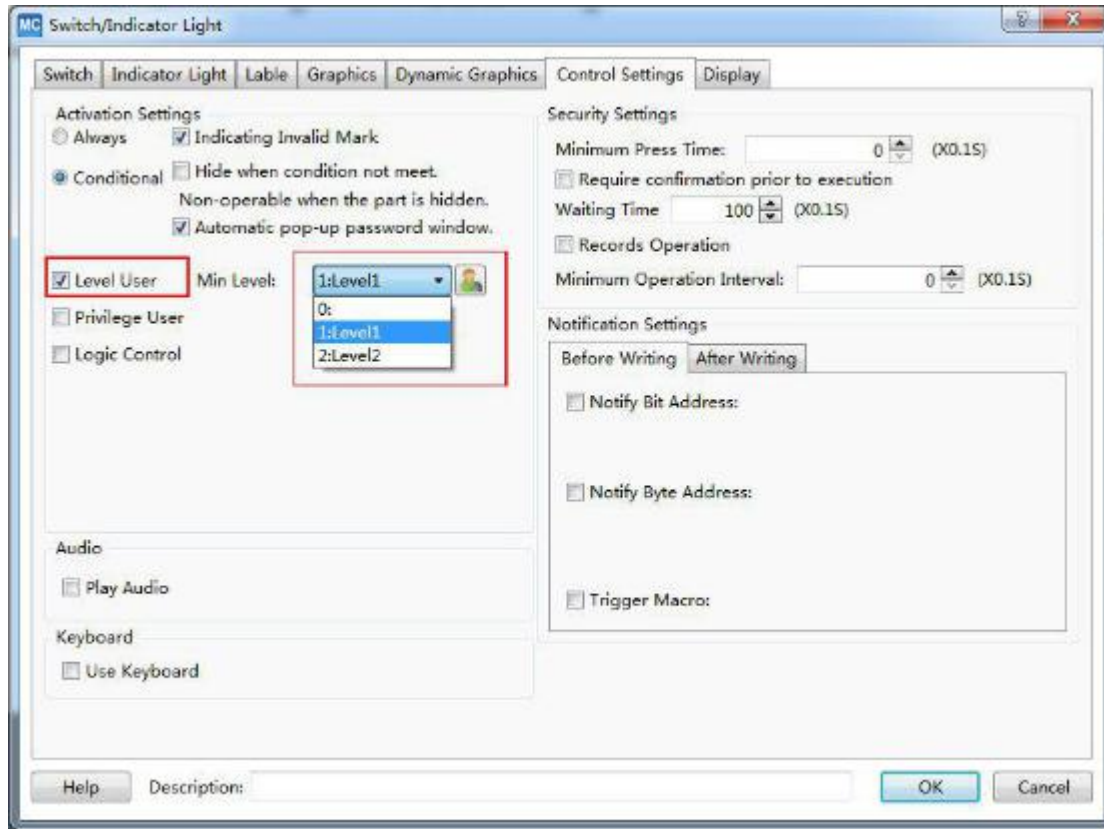 MC Switch/Indicator Light
Switch Indicator Light Lable Graphics Dynamic Graphics Control Settings Display
Activation Settings
Always Indicating Invalid Mark
Conditional Hide when condition not meet.
Non-operable when the part is hidden.
Automatic pop-up password window.
Level User Min Level: 1:Level1
0:
1:Level1
2:Level2
Privilege User
Logic Control
Audio
Play Audio
Keyboard
Use Keyboard
Security Settings
Minimum Press Time: 0 (X0.1S)
Require confirmation prior to execution
Waiting Time 100 (X0.1S)
Records Operation
Minimum Operation Interval: 0 (X0.1S)
Notification Settings
Before Writing After Writing
Notify Bit Address:
Notify Byte Address:
Trigger Macro:
Help Description: OK Cancel